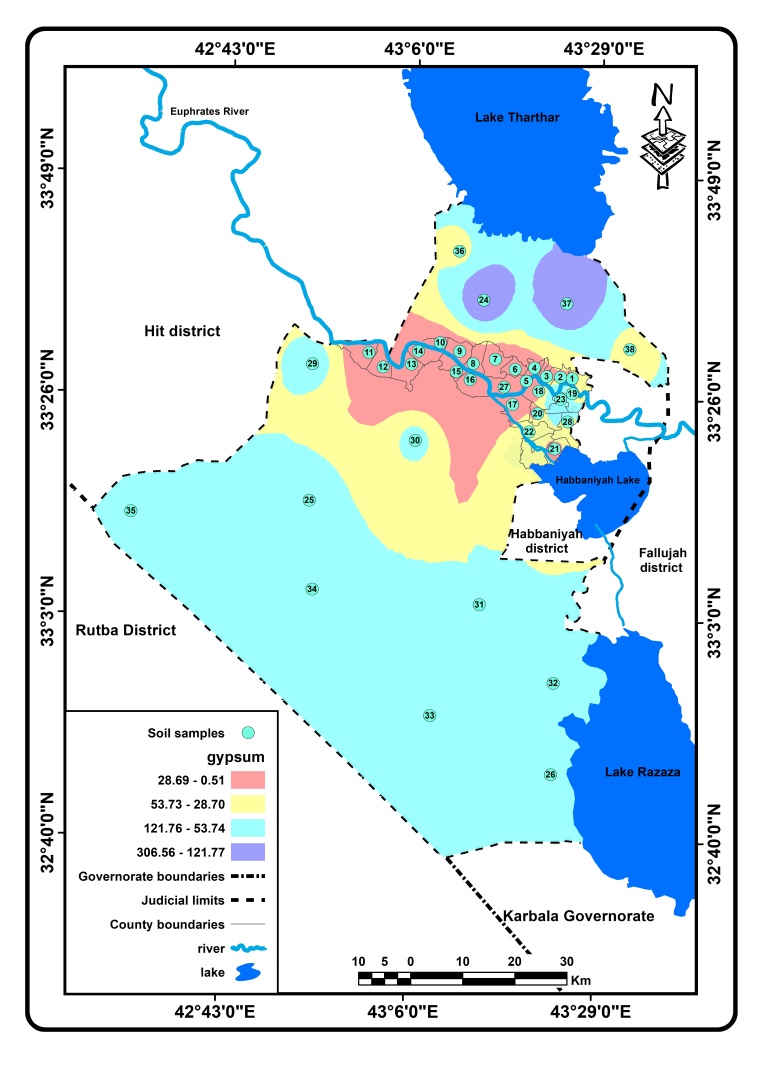 42°43'0"E 43°6'0"E 43°29'0"E
Euphrates River
Lake Tharthar
N
33°49'0"N 33°49'0"N
36
24
37
Hit district
38
29
11 12 13 14 10 9 8 15 16 7 6 5 4 3 2 1
27 18 19 23 17 20 28 22 21
33°26'0"N 33°26'0"N
30
Habbaniyah Lake
25
35
Habbaniyah
district
Fallujah
district
34
31
33°3'0"N 33°3'0"N
Rutba District
32
33
26
Lake Razaza
Soil samples
gypsum
28.69 - 0.51
53.73 - 28.70
121.76 - 53.74
306.56 - 121.77
Governorate boundaries
Judicial limits
County boundaries
river
lake
32°40'0"N 32°40'0"N
Karbala Governorate
10 5 0 10 20 30
Km
42°43'0"E 43°6'0"E 43°29'0"E